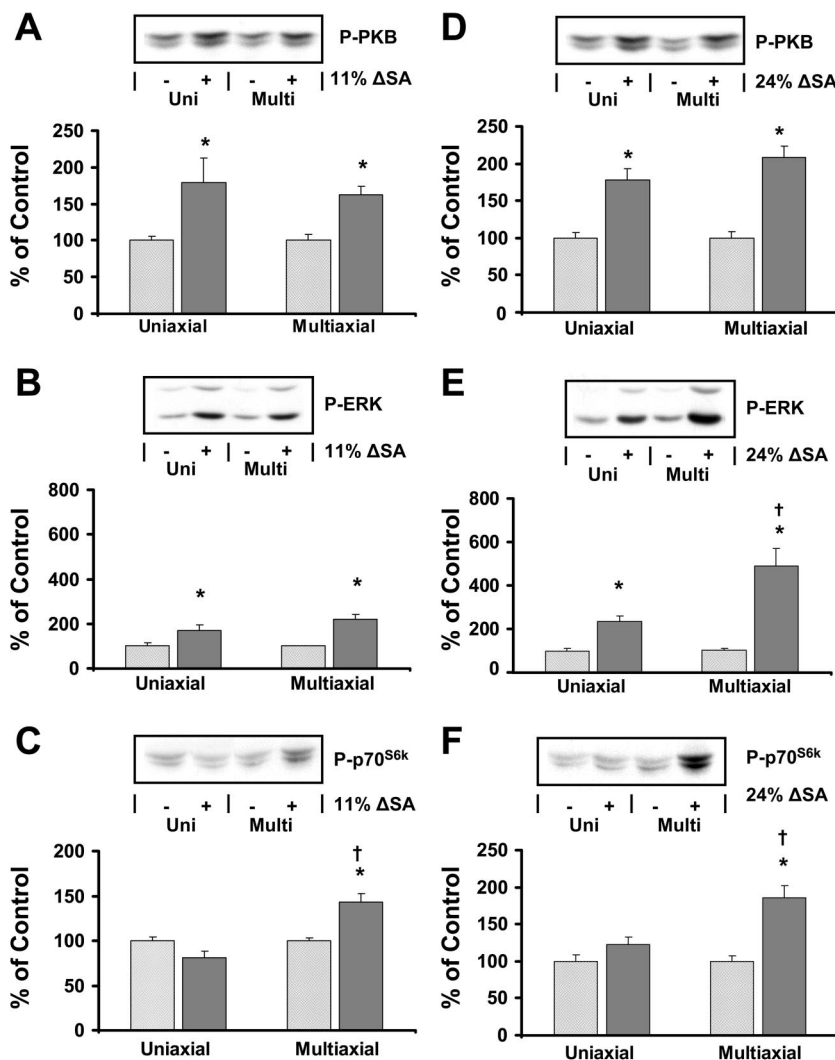 A
P-PKB
- + - +
11% ΔSA
Uni Multi
% of Control
250
200
150
100
50
0
* *
Uniaxial Multiaxial
B
P-ERK
- + - +
11% ΔSA
Uni Multi
% of Control
800
600
400
200
0
* *
Uniaxial Multiaxial
C
P-p70S6k
- + - +
11% ΔSA
Uni Multi
% of Control
200
150
100
50
0
†
*
Uniaxial Multiaxial
D
P-PKB
- + - +
24% ΔSA
Uni Multi
% of Control
250
200
150
100
50
0
* *
Uniaxial Multiaxial
E
P-ERK
- + - +
24% ΔSA
Uni Multi
% of Control
800
600
400
200
0
†
* *
Uniaxial Multiaxial
F
P-p70S6k
- + - +
24% ΔSA
Uni Multi
% of Control
250
200
150
100
50
0
†
*
Uniaxial Multiaxial